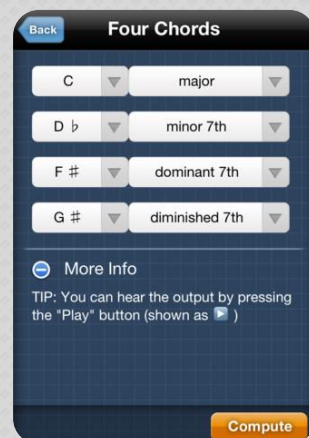 Back Four Chords
C major
D ♭ minor 7th
F ♯ dominant 7th
G ♯ diminished 7th
More Info
TIP: You can hear the output by pressing
the "Play" button (shown as ▶ )
Compute